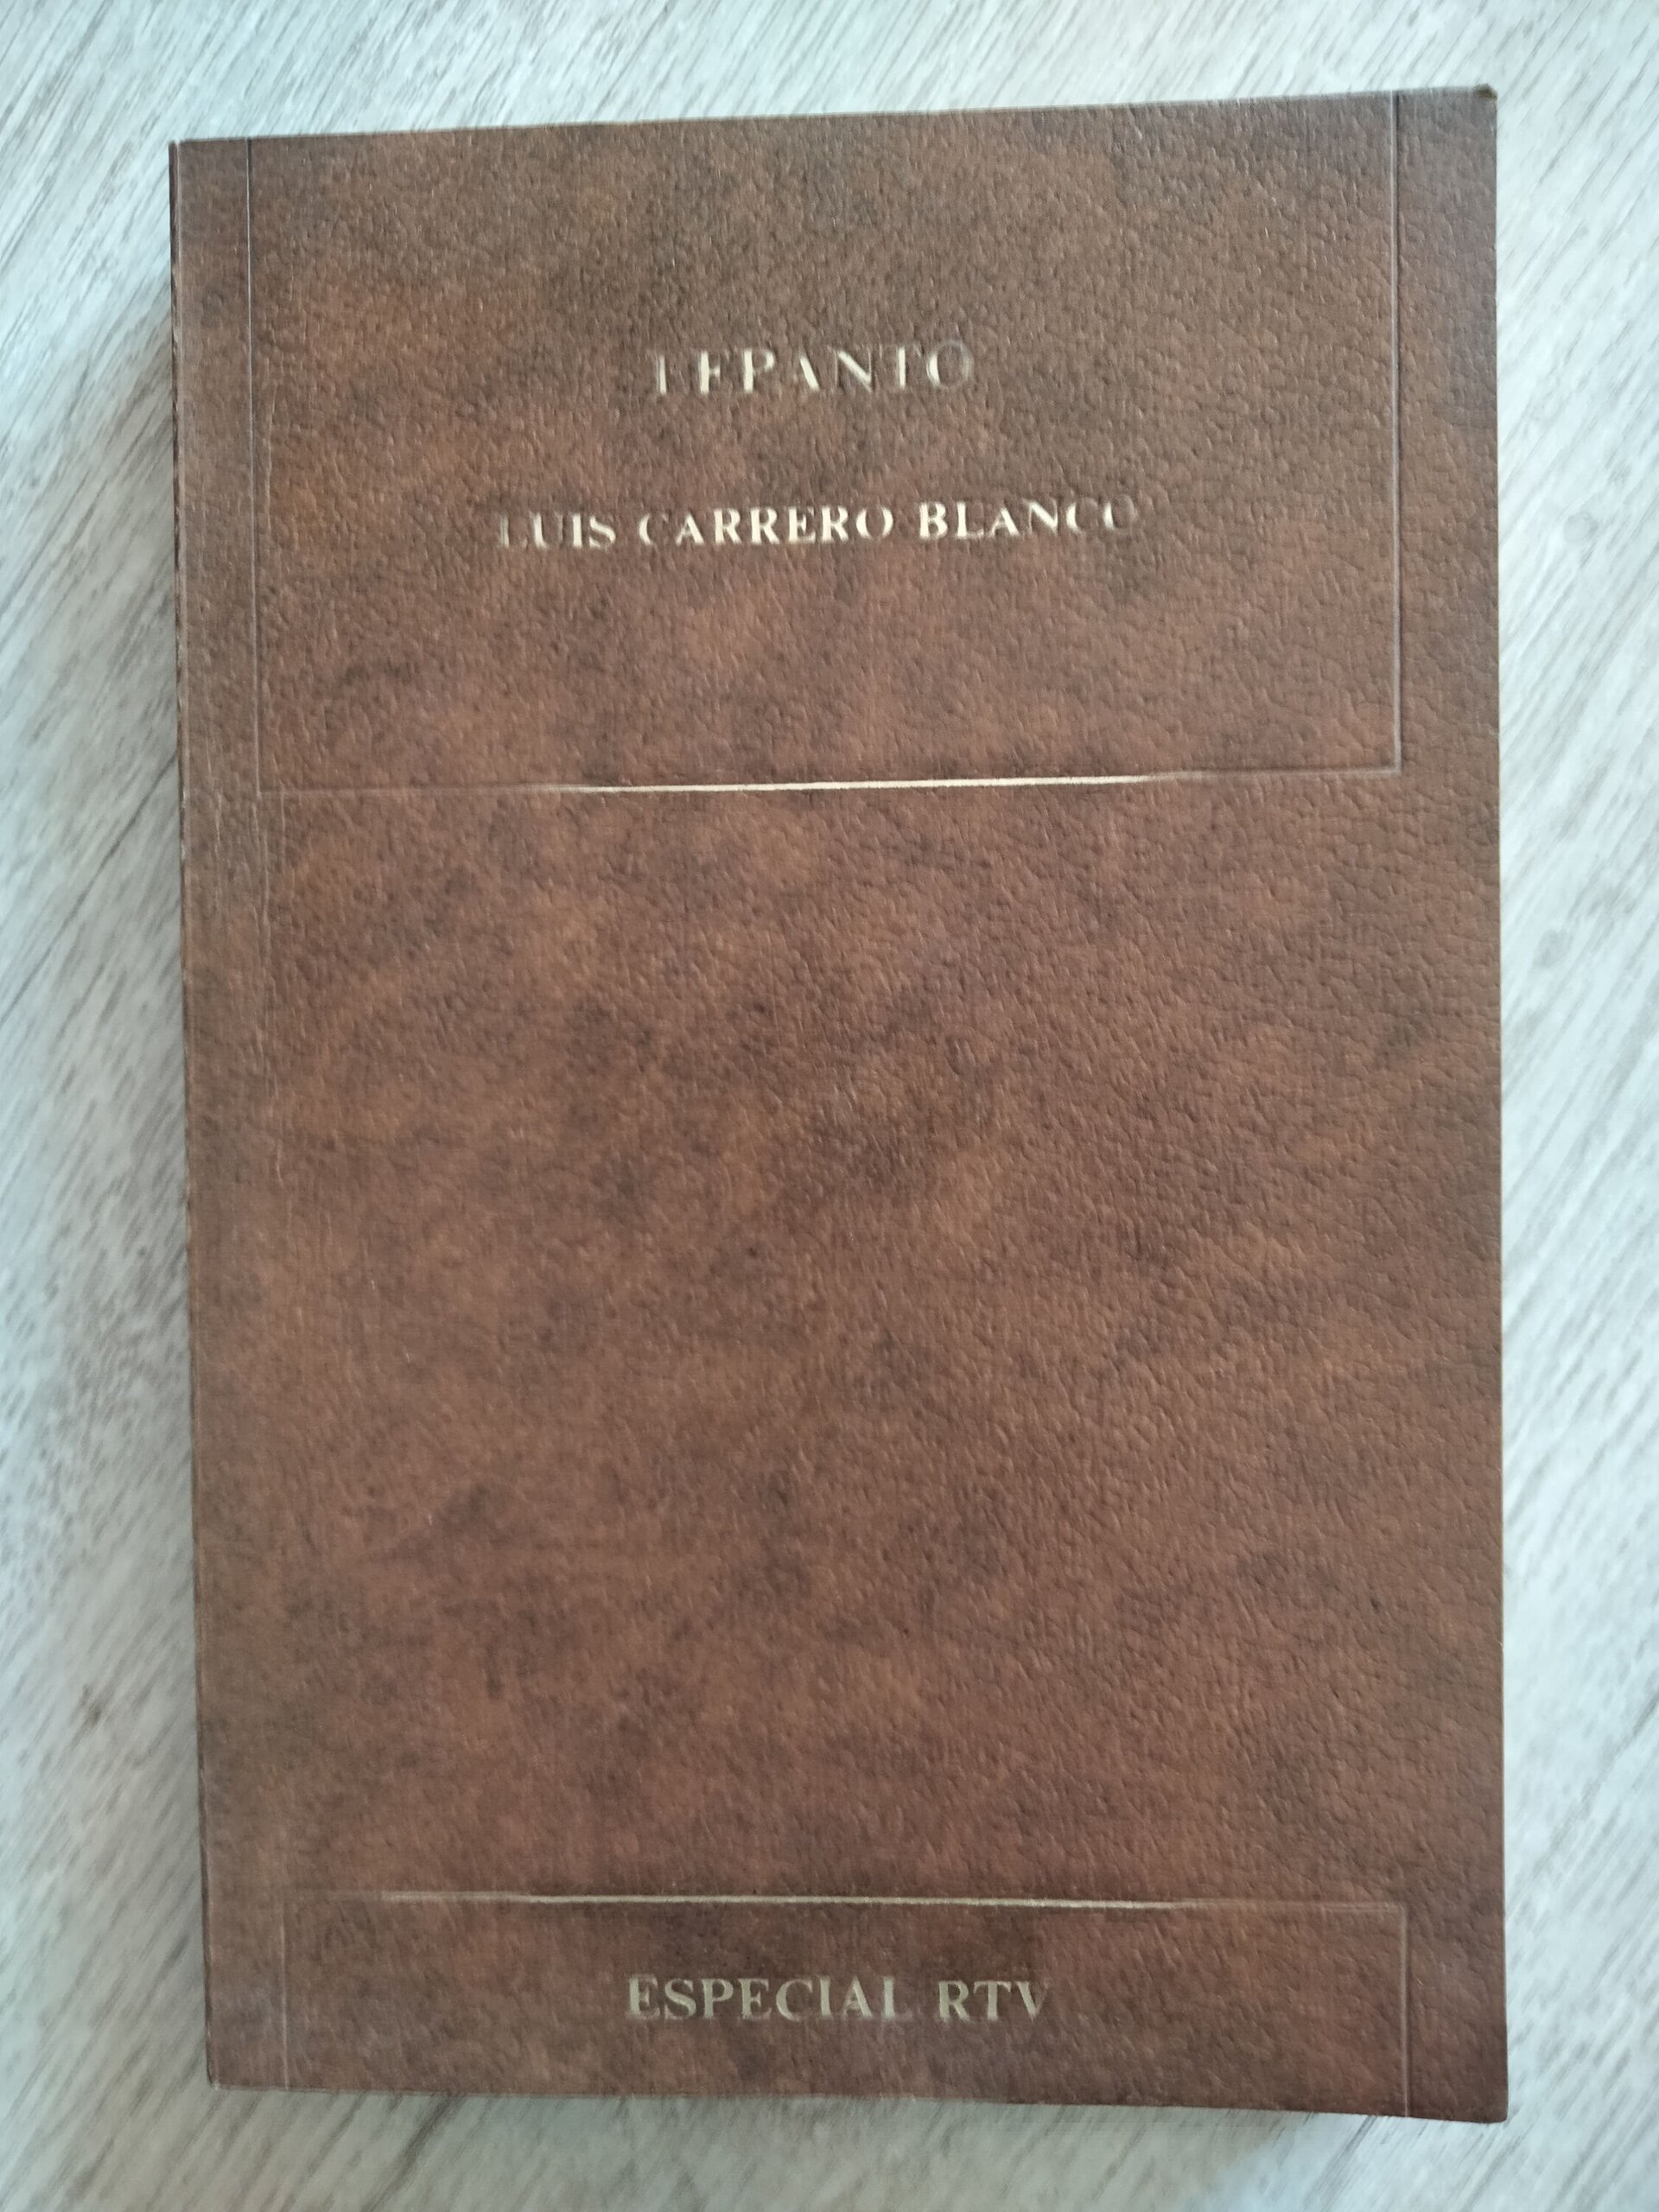 LEPANTO
LUIS CARRERO BLANCO
ESPECIAL RTV